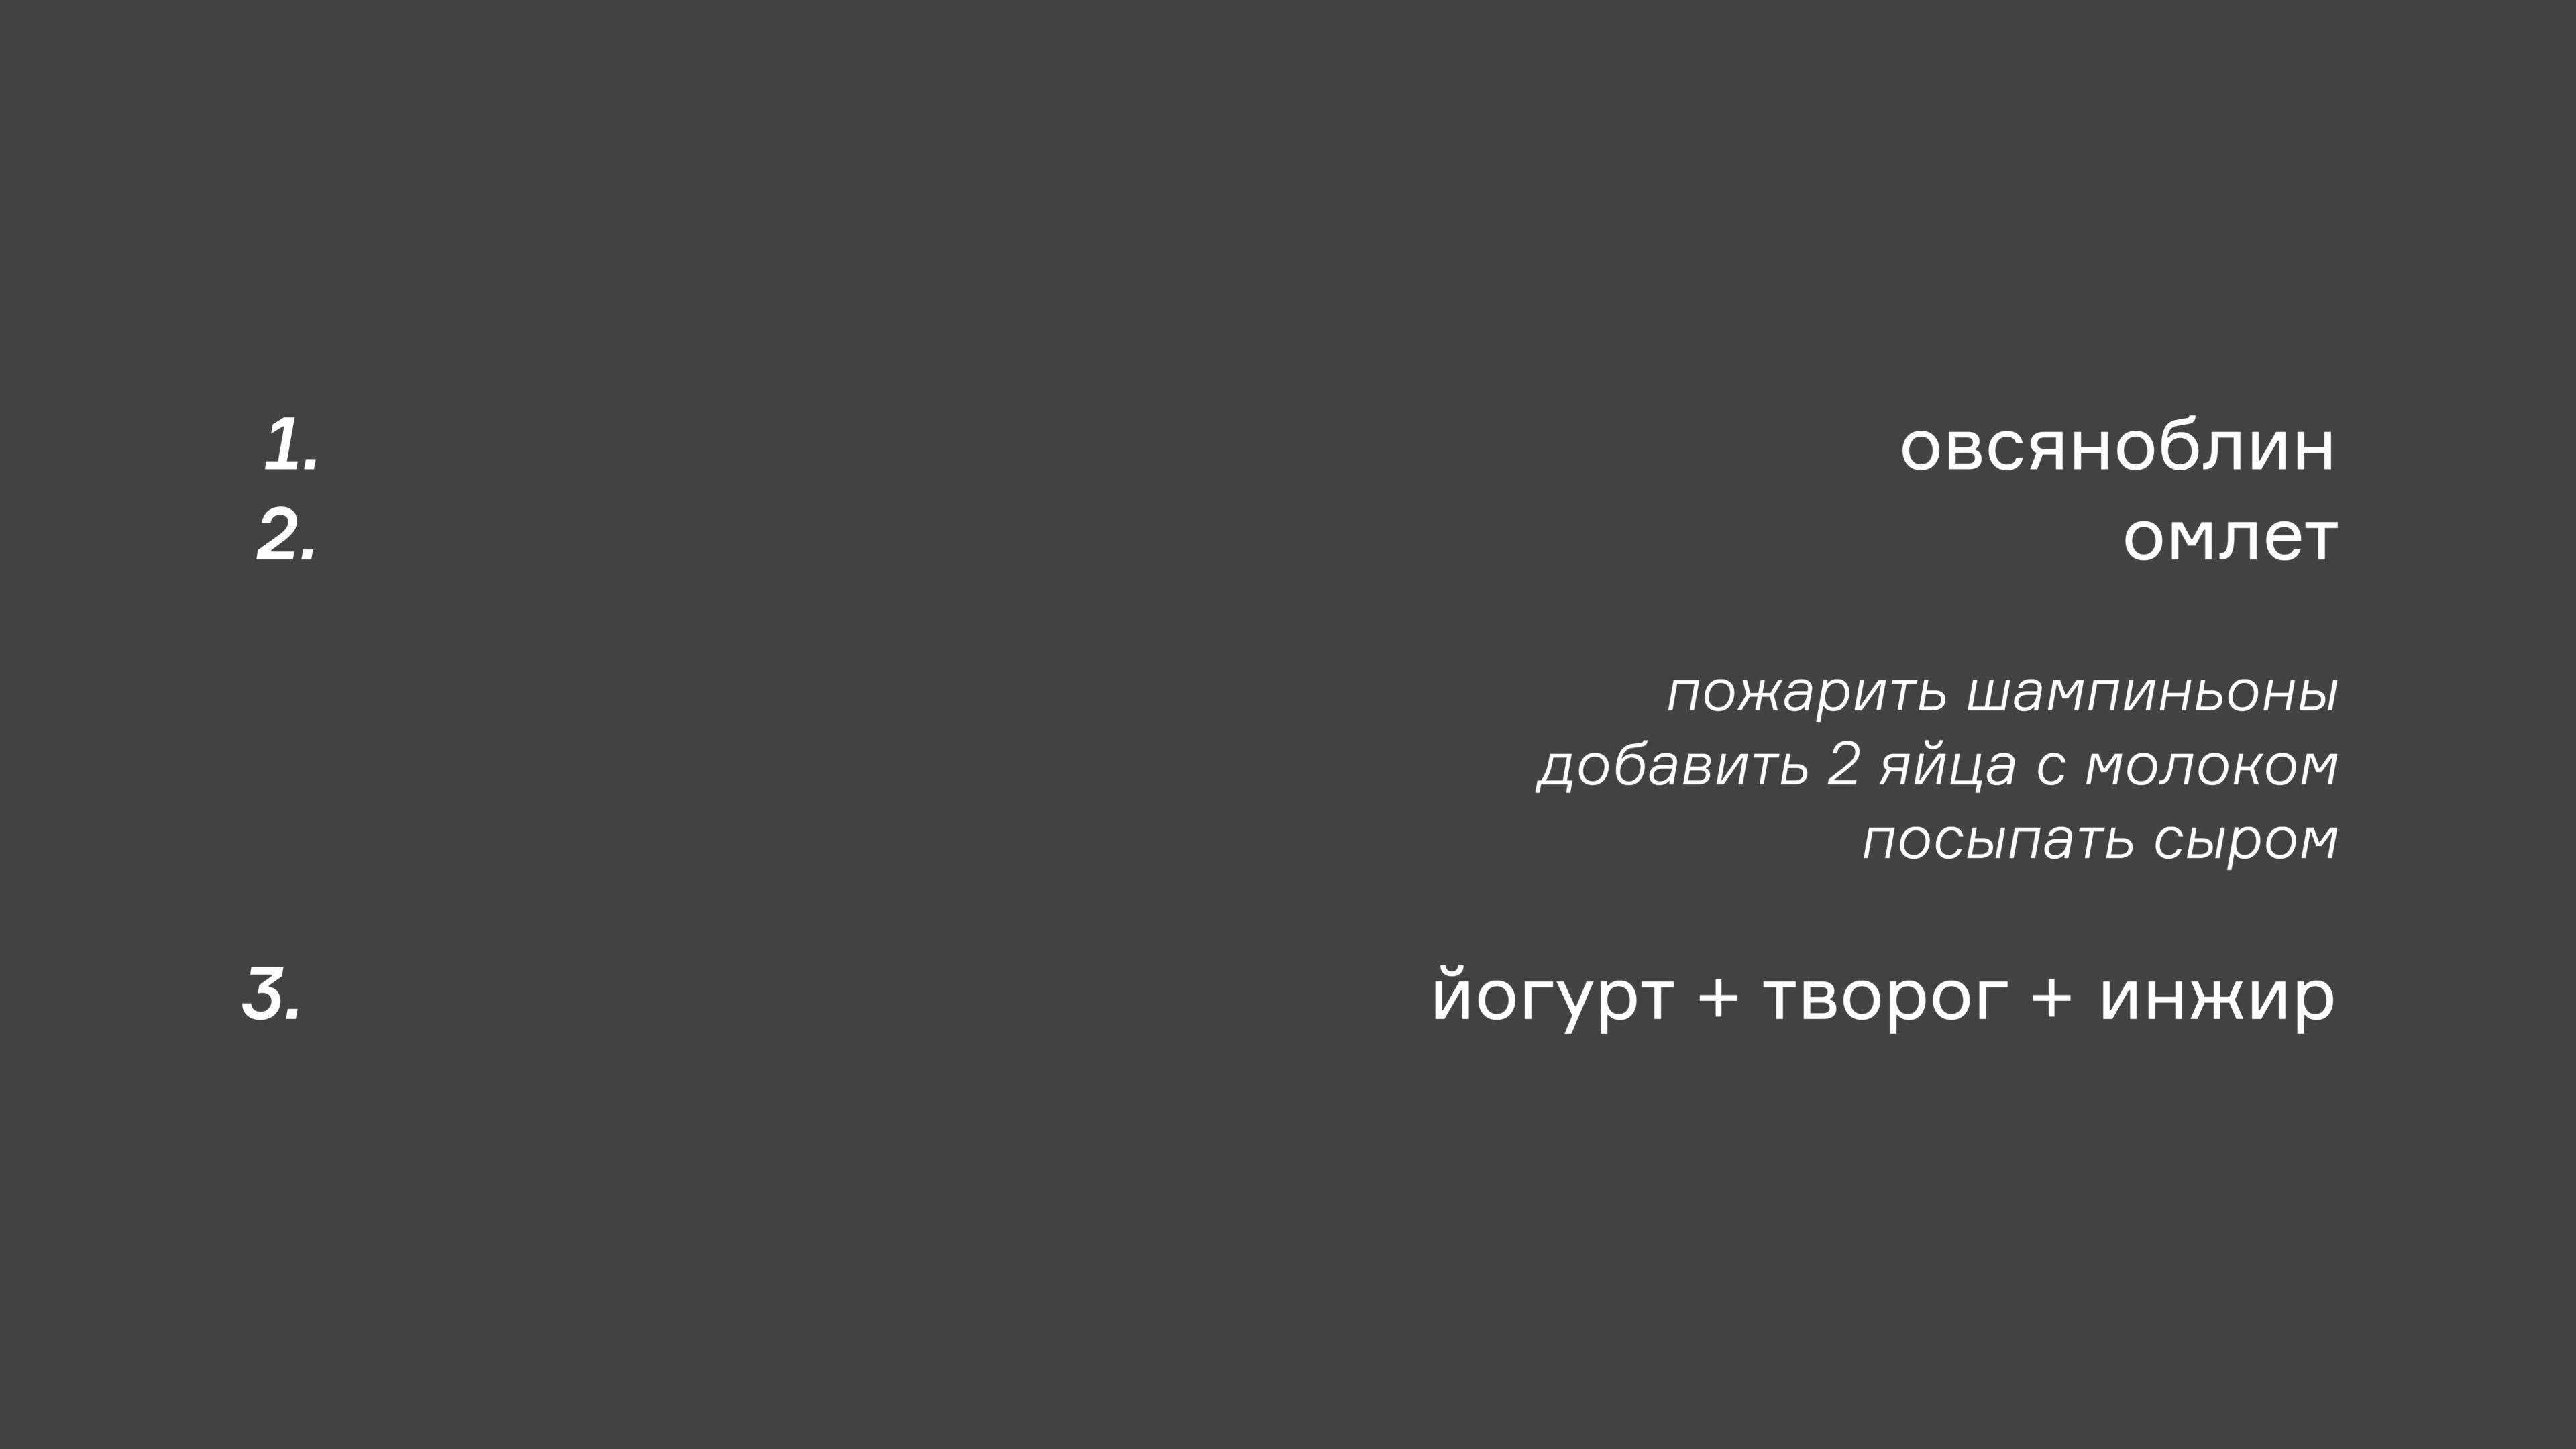 1. овсяноблин
2. омлет
пожарить шампиньоны
добавить 2 яйца с молоком
посыпать сыром
3. йогурт + творог + инжир